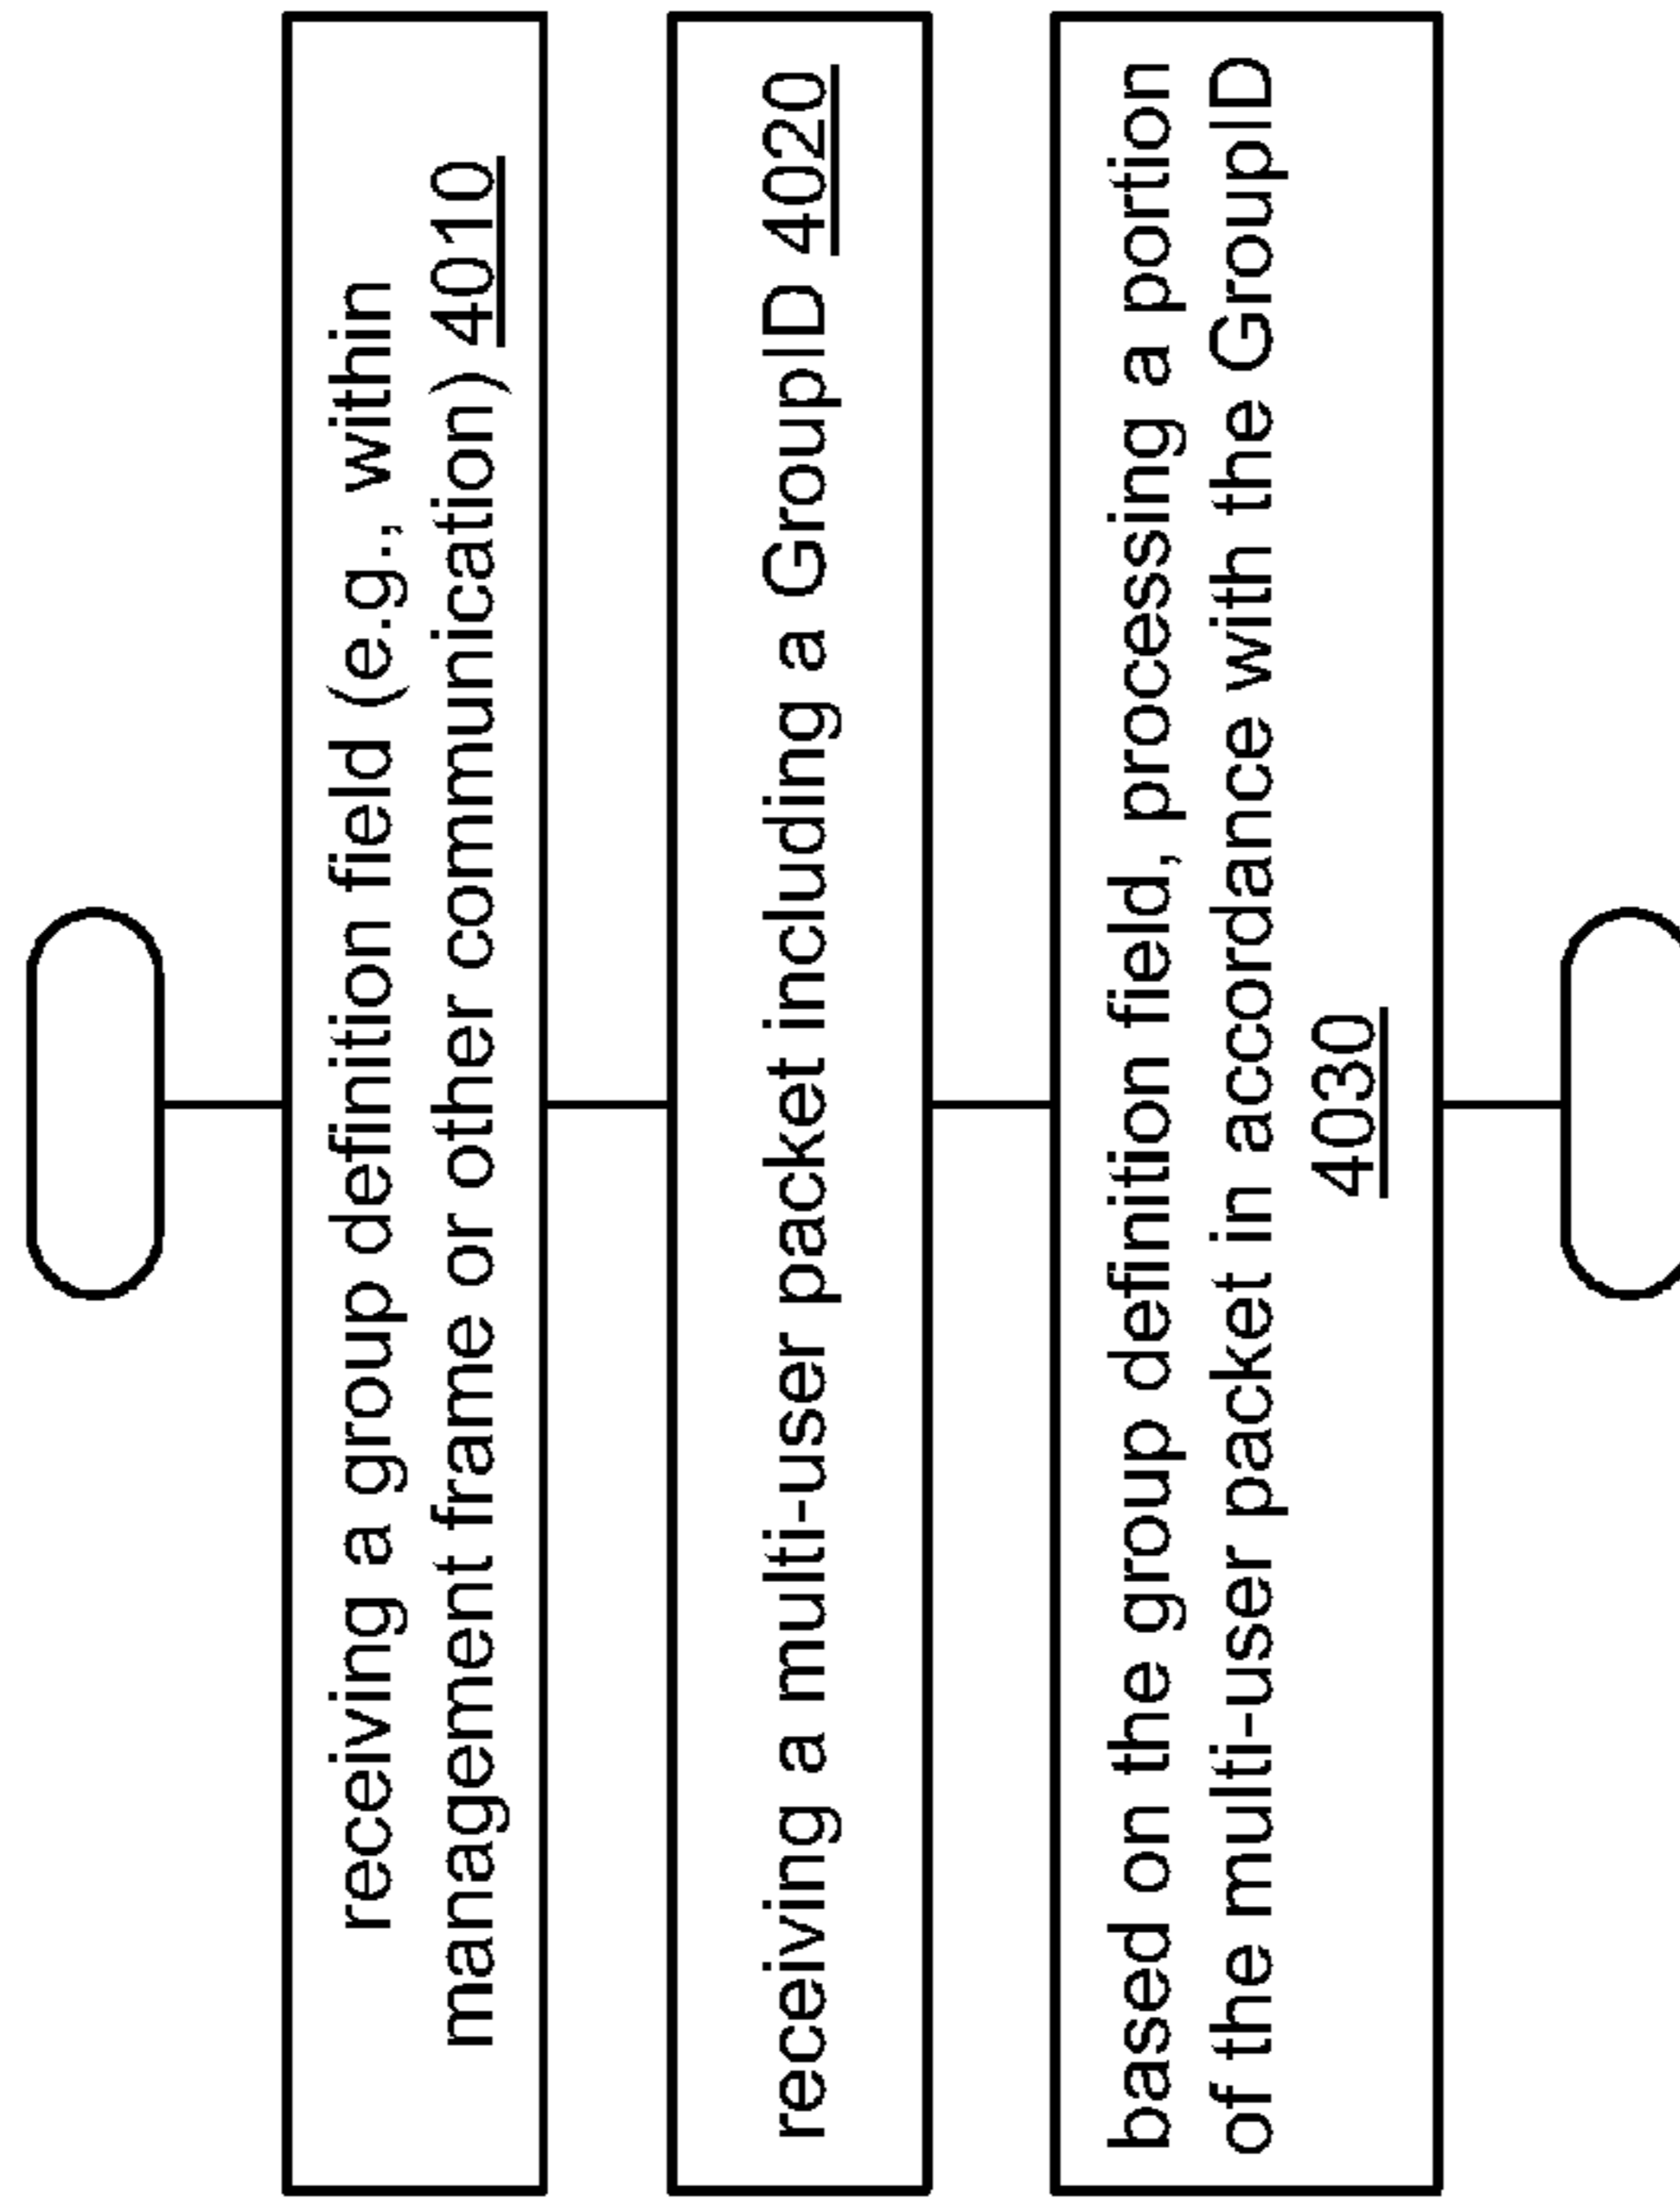 receiving a group definition field (e.g., within
management frame or other communication) 4010
receiving a multi-user packet including a GroupID 4020
based on the group definition field, processing a portion
of the multi-user packet in accordance with the GroupID
4030